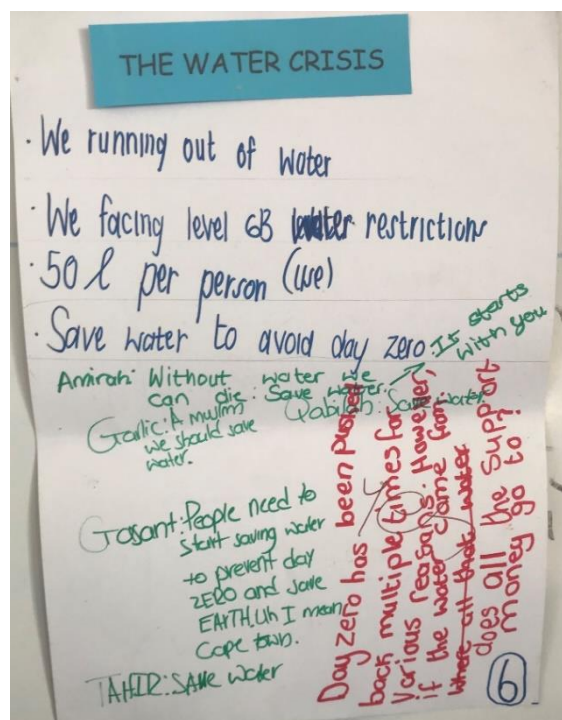 THE WATER CRISIS
· We running out of water
· We facing level 6B water restrictions
· 50 l per person (use)
· Save water to avoid day zero
It starts
with you
Amirah: Without water we
can die: Save water.
Qabilah: Save water
A muslim
we should save
water.
Gasant: People need to
start saving water
to prevent day
ZERO and save
EARTH. Uh I mean,
Cape town.
TAHIR: SAVE Water
Day zero has been pushed
back multiple times for
various reasons. However,
if the water came from
where all that water
does all the Support
money go to?
6